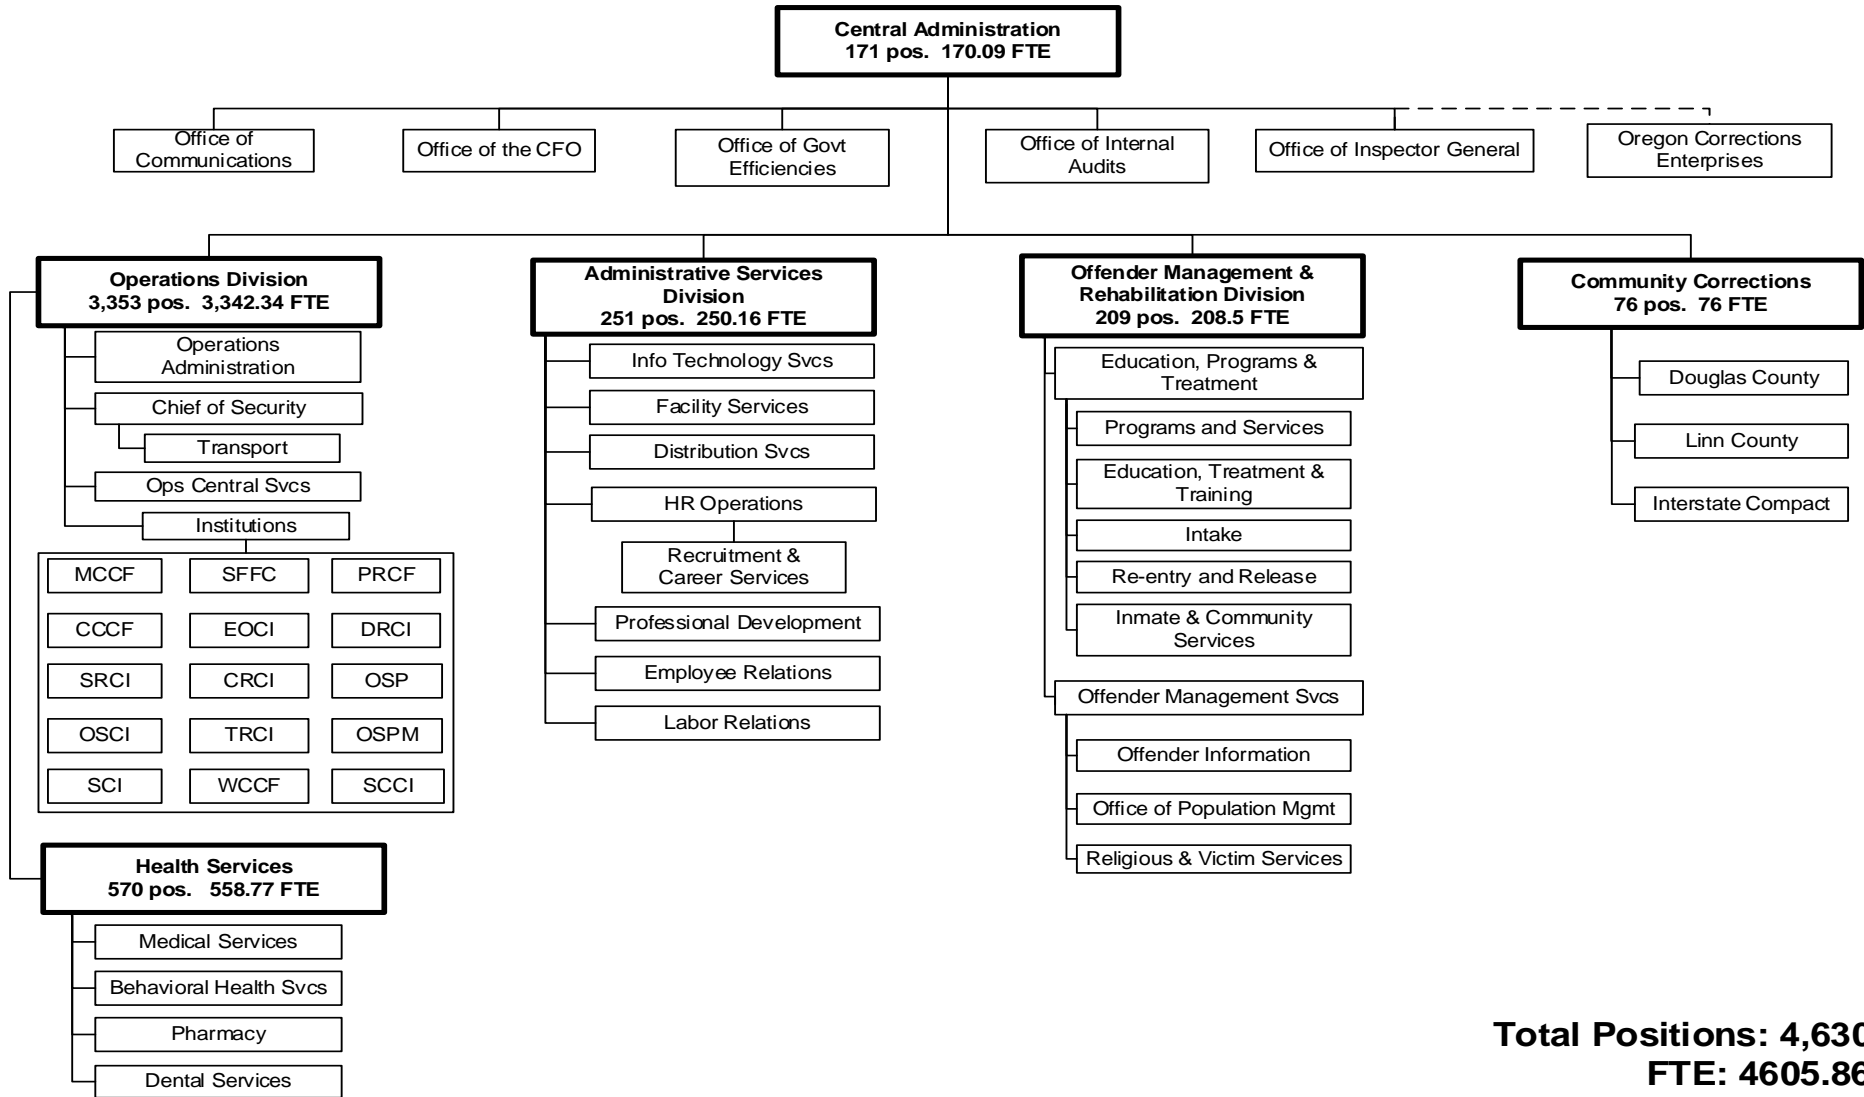 Central Administration
171 pos. 170.09 FTE
Office of
Communications
Office of the CFO
Office of Govt
Efficiencies
Office of Internal
Audits
Office of Inspector General
Oregon Corrections
Enterprises
Operations Division
3,353 pos. 3,342.34 FTE
Operations
Administration
Chief of Security
Transport
Ops Central Svcs
Institutions
MCCF
SFFC
PRCF
CCCF
EOCI
DRCI
SRCI
CRCI
OSP
OSCI
TRCI
OSPM
SCI
WCCF
SCCI
Health Services
570 pos. 558.77 FTE
Medical Services
Behavioral Health Svcs
Pharmacy
Dental Services
Administrative Services
Division
251 pos. 250.16 FTE
Info Technology Svcs
Facility Services
Distribution Svcs
HR Operations
Recruitment &
Career Services
Professional Development
Employee Relations
Labor Relations
Offender Management &
Rehabilitation Division
209 pos. 208.5 FTE
Education, Programs &
Treatment
Programs and Services
Education, Treatment &
Training
Intake
Re-entry and Release
Inmate & Community
Services
Offender Management Svcs
Offender Information
Office of Population Mgmt
Religious & Victim Services
Community Corrections
76 pos. 76 FTE
Douglas County
Linn County
Interstate Compact
Total Positions: 4,630
FTE: 4605.86